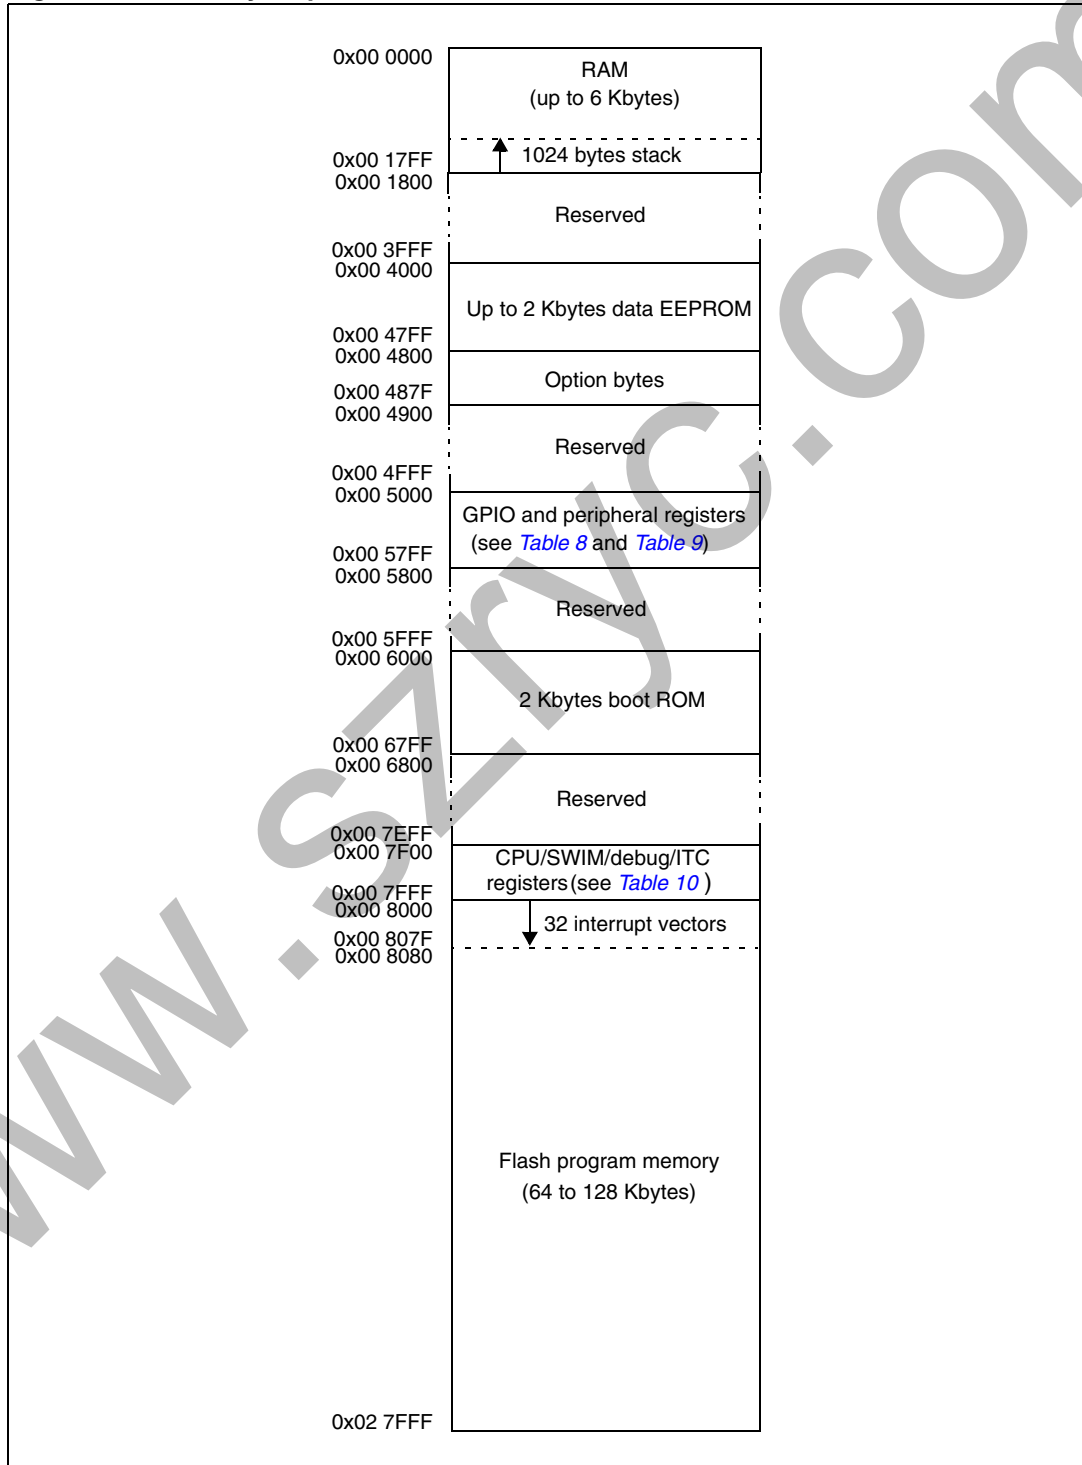 0x00 0000
RAM
(up to 6 Kbytes)
1024 bytes stack
0x00 17FF
0x00 1800
Reserved
0x00 3FFF
0x00 4000
Up to 2 Kbytes data EEPROM
0x00 47FF
0x00 4800
Option bytes
0x00 487F
0x00 4900
Reserved
0x00 4FFF
0x00 5000
GPIO and peripheral registers
(see Table 8 and Table 9)
0x00 57FF
0x00 5800
Reserved
0x00 5FFF
0x00 6000
2 Kbytes boot ROM
0x00 67FF
0x00 6800
Reserved
0x00 7EFF
0x00 7F00
CPU/SWIM/debug/ITC
registers (see Table 10 )
0x00 7FFF
0x00 8000
32 interrupt vectors
0x00 807F
0x00 8080
Flash program memory
(64 to 128 Kbytes)
0x02 7FFF
www.szryc.com